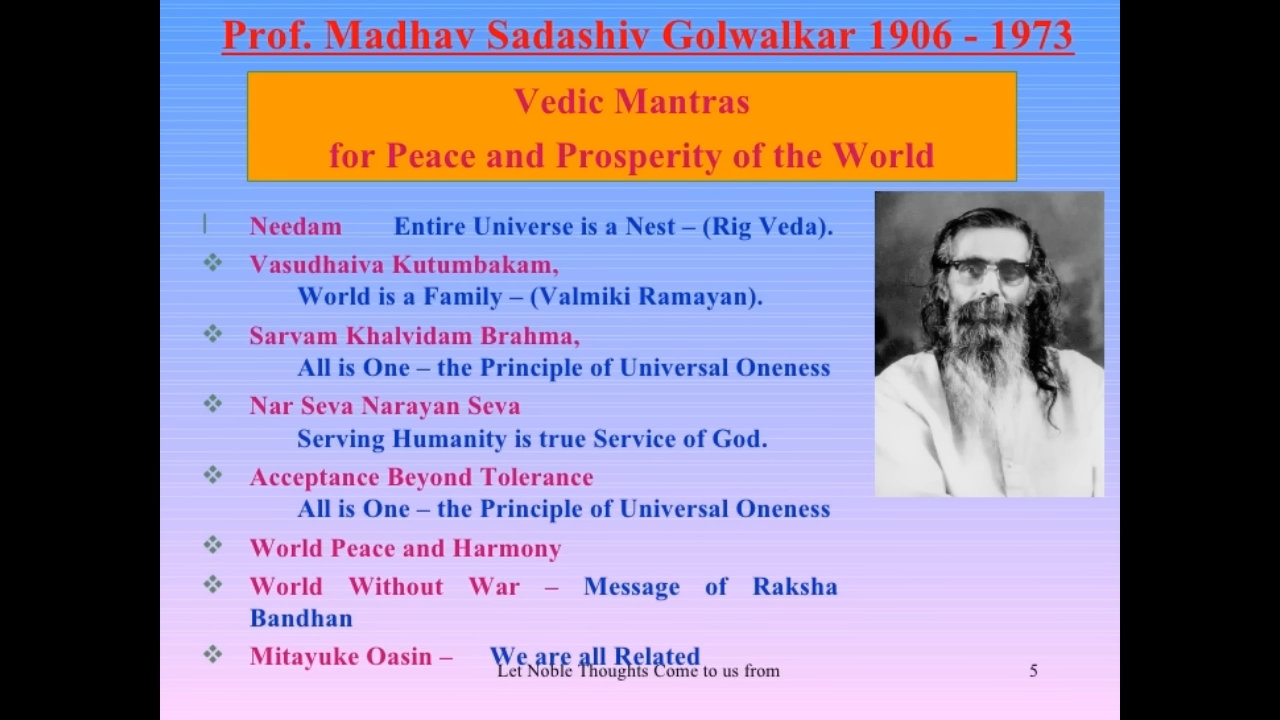 Prof. Madhav Sadashiv Golwalkar 1906 - 1973
Vedic Mantras
for Peace and Prosperity of the World
Needam Entire Universe is a Nest – (Rig Veda).
Vasudhaiva Kutumbakam,
World is a Family – (Valmiki Ramayan).
Sarvam Khalvidam Brahma,
All is One – the Principle of Universal Oneness
Nar Seva Narayan Seva
Serving Humanity is true Service of God.
Acceptance Beyond Tolerance
All is One – the Principle of Universal Oneness
World Peace and Harmony
World Without War – Message of Raksha
Bandhan
Mitayuke Oasin – We are all Related
Let Noble Thoughts Come to us from
5